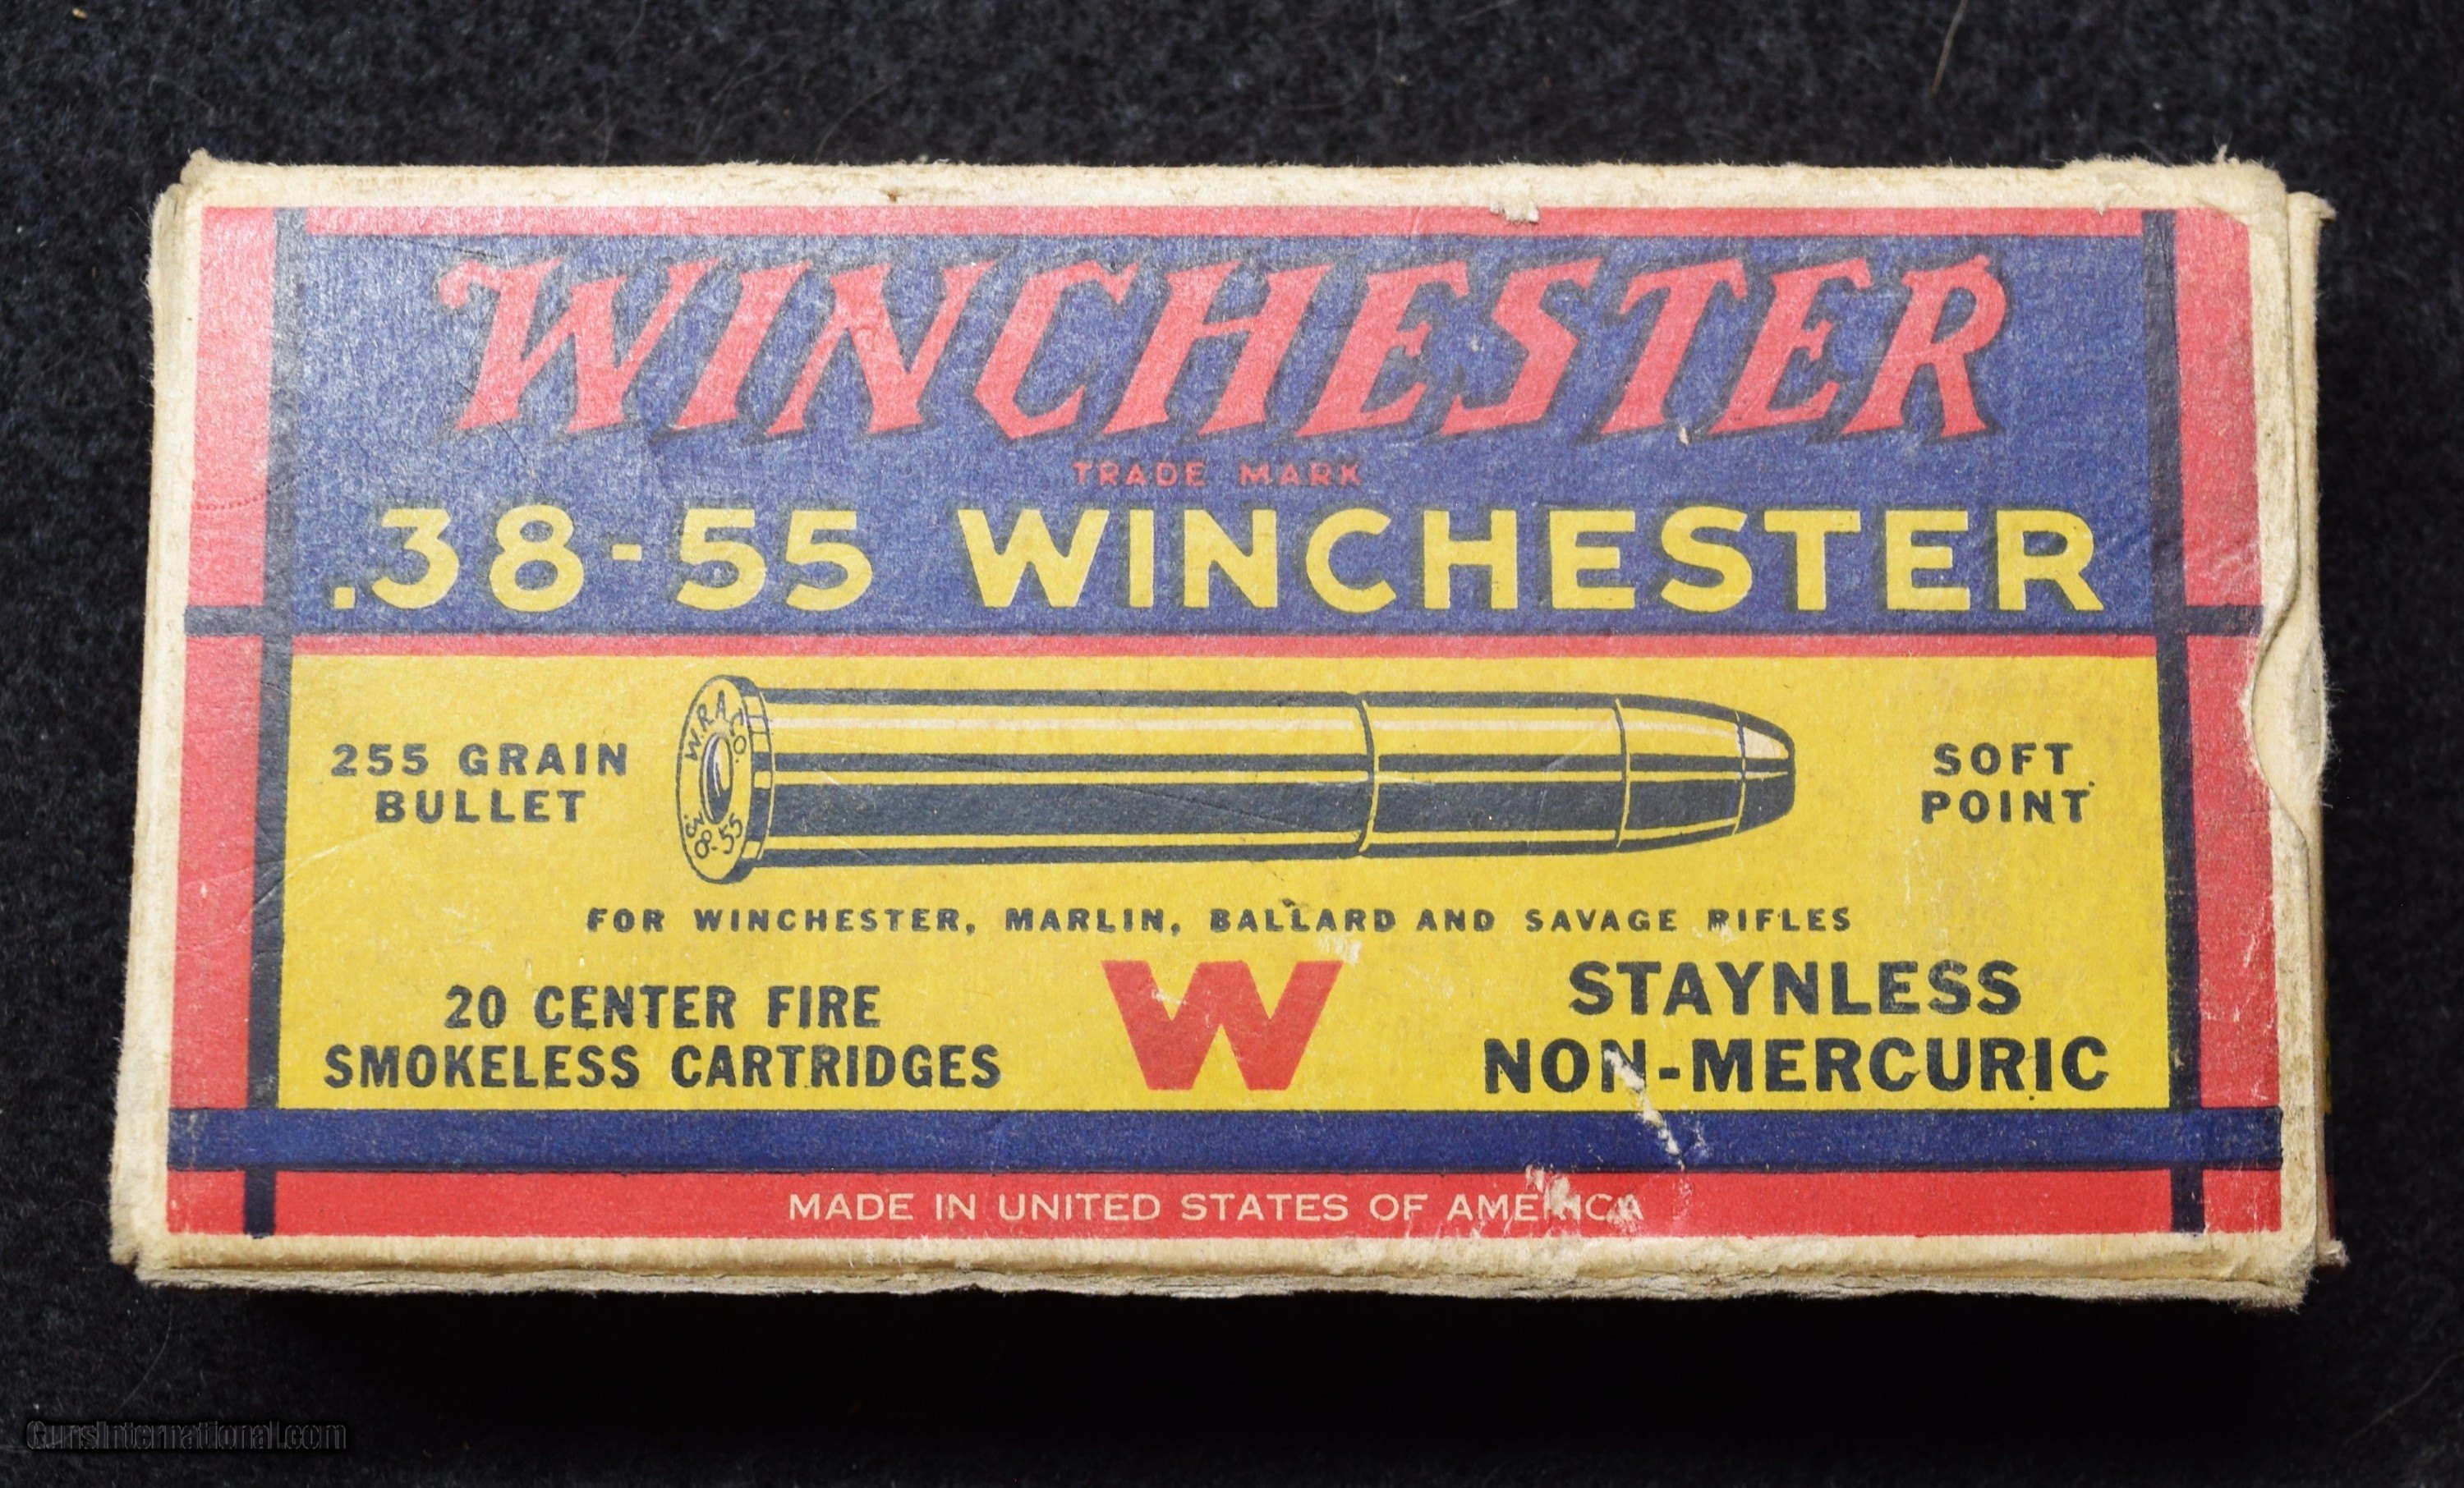 WINCHESTER
TRADE MARK
.38-55 WINCHESTER
255 GRAIN
BULLET
W.R.A.CO.
38-55
SOFT
POINT
FOR WINCHESTER, MARLIN, BALLARD AND SAVAGE RIFLES
20 CENTER FIRE
SMOKELESS CARTRIDGES
W
STAYNLESS
NON-MERCURIC
MADE IN UNITED STATES OF AMERICA
GunsInternational.com